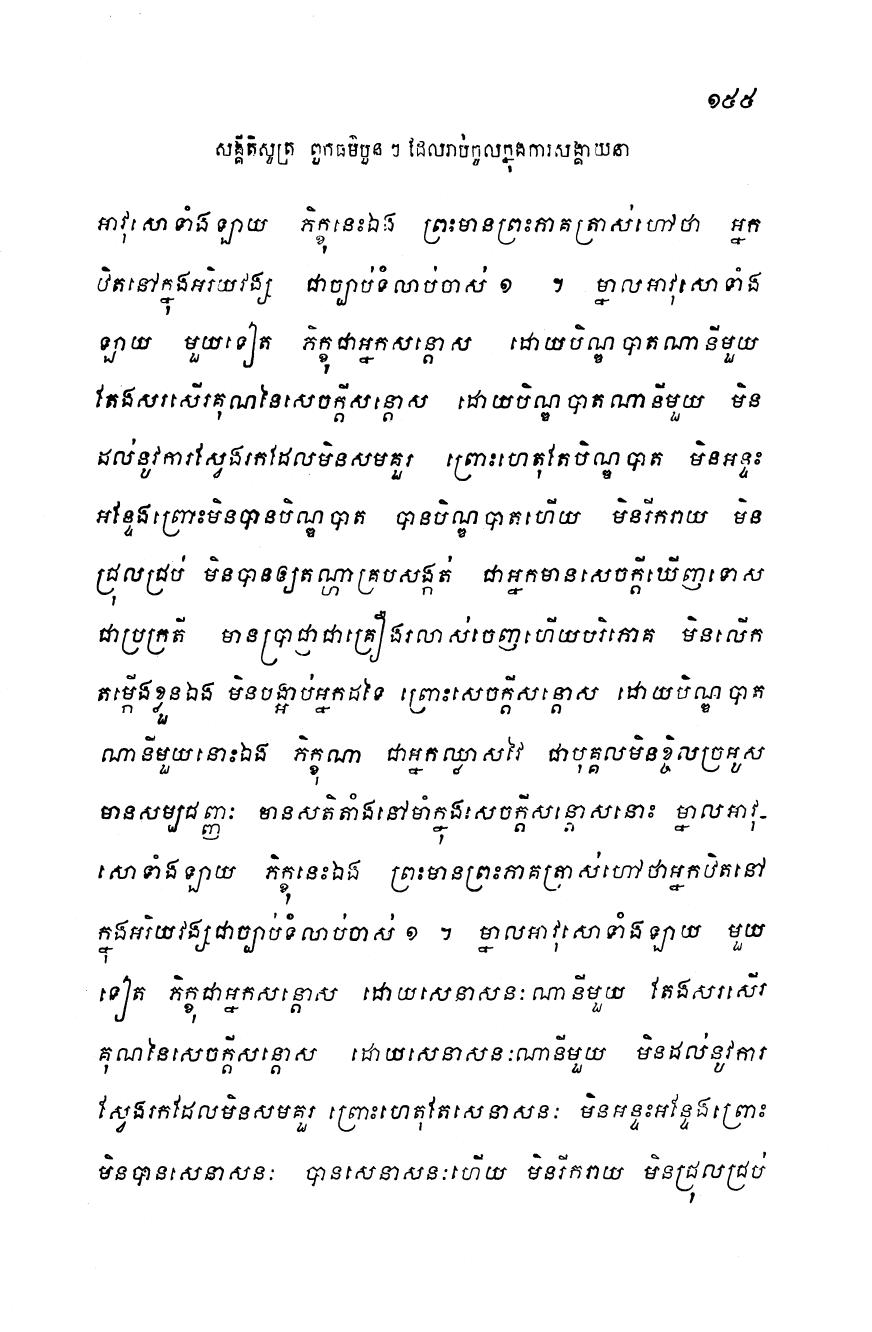 ១៥៥
សង្គីតិសូត្រ ពួកធម៌បួន ៗ ដែលរាប់ចូលក្នុងការសង្គាយនា
អាវុសោទាំងឡាយ ភិក្ខុនេះឯង ព្រះមានព្រះភាគត្រាស់ហៅថា អ្នក
ឋិតនៅក្នុងអរិយវង្ស ជាច្បាប់ទំលាប់ចាស់ ១ ។ ម្នាលអាវុសោទាំង
ឡាយ មួយទៀត ភិក្ខុជាអ្នកសន្តោស ដោយបិណ្ឌបាតណានីមួយ
តែងសរសើរគុណនៃសេចក្តីសន្តោស ដោយបិណ្ឌបាតណានីមួយ មិន
ដល់នូវការស្វែងរកដែលមិនសមគួរ ព្រោះហេតុតែបិណ្ឌបាត មិនអន្ទះ
អន្ទែងព្រោះមិនបានបិណ្ឌបាត បានបិណ្ឌបាតហើយ មិនរីករាយ មិន
ជ្រុលជ្រប់ មិនបានឲ្យតណ្ហាគ្របសង្កត់ ជាអ្នកមានសេចក្តីឃើញទោស
ជាប្រក្រតី មានប្រាជ្ញាជាគ្រឿងរលាស់ចេញហើយបរិភោគ មិនលើក
តម្កើងខ្លួនឯង មិនបង្អាប់អ្នកដទៃ ព្រោះសេចក្តីសន្តោស ដោយបិណ្ឌបាត
ណានីមួយនោះឯង ភិក្ខុណា ជាអ្នកឈ្លាសវៃ ជាបុគ្គលមិនខ្ជិលច្រអូស
មានសម្បជញ្ញៈ មានសតិតាំងនៅមាំក្នុងសេចក្តីសន្តោសនោះ ម្នាលអាវុ-
សោទាំងឡាយ ភិក្ខុនេះឯង ព្រះមានព្រះភាគត្រាស់ហៅថាអ្នកឋិតនៅ
ក្នុងអរិយវង្សជាច្បាប់ទំលាប់ចាស់ ១ ។ ម្នាលអាវុសោទាំងឡាយ មួយ
ទៀត ភិក្ខុជាអ្នកសន្តោស ដោយសេនាសនៈណានីមួយ តែងសរសើរ
គុណនៃសេចក្តីសន្តោស ដោយសេនាសនៈណានីមួយ មិនដល់នូវការ
ស្វែងរកដែលមិនសមគួរ ព្រោះហេតុតែសេនាសនៈ មិនអន្ទះអន្ទែងព្រោះ
មិនបានសេនាសនៈ បានសេនាសនៈហើយ មិនរីករាយ មិនជ្រុលជ្រប់